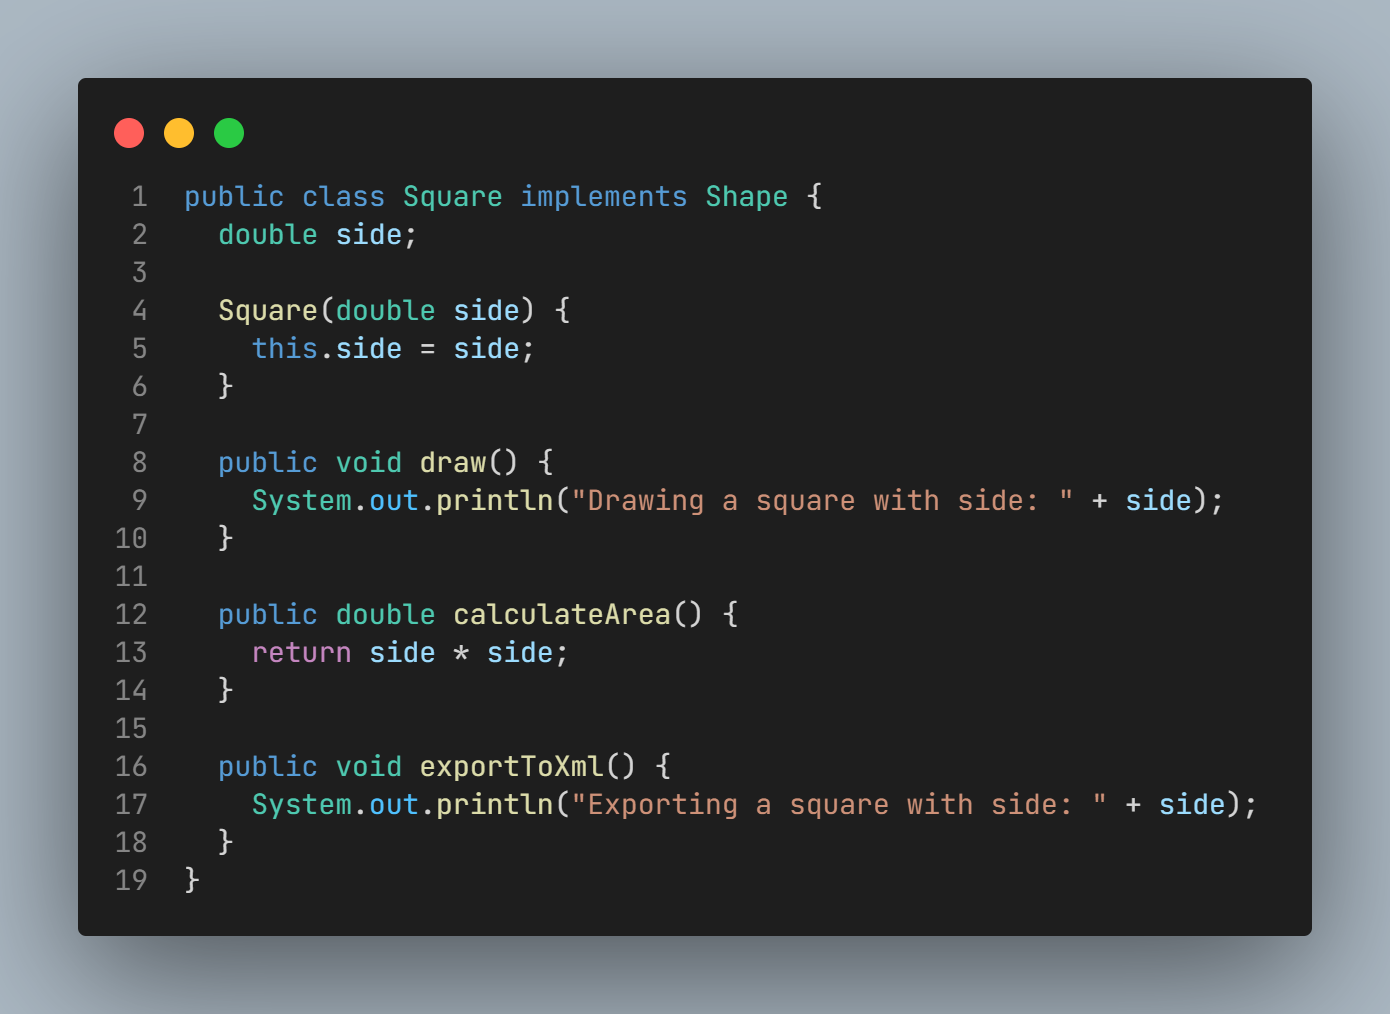 1 public class Square implements Shape {
2   double side;
3
4   Square(double side) {
5     this.side = side;
6   }
7
8   public void draw() {
9     System.out.println("Drawing a square with side: " + side);
10   }
11
12   public double calculateArea() {
13     return side * side;
14   }
15
16   public void exportToXml() {
17     System.out.println("Exporting a square with side: " + side);
18   }
19 }